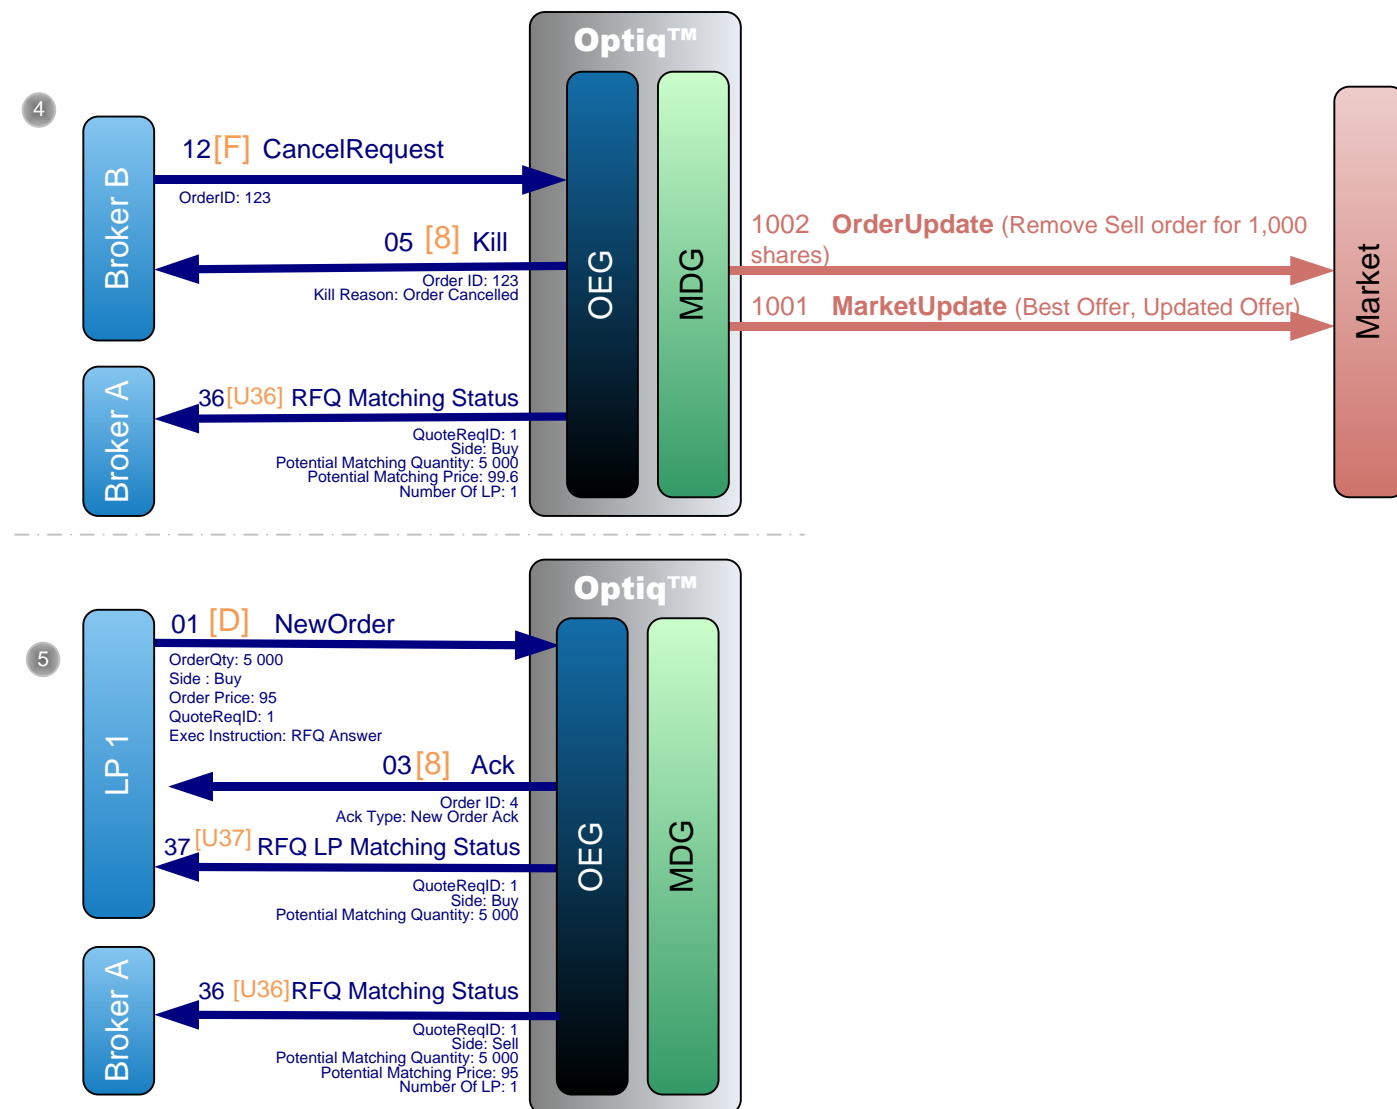 Optiq™
4
12 [F] CancelRequest
OrderID: 123
Broker B
05 [8] Kill
Order ID: 123
Kill Reason: Order Cancelled
OEG
MDG
1002 OrderUpdate (Remove Sell order for 1,000
shares)
1001 MarketUpdate (Best Offer, Updated Offer)
Market
Broker A
36 [U36] RFQ Matching Status
QuoteReqID: 1
Side: Buy
Potential Matching Quantity: 5 000
Potential Matching Price: 99.6
Number Of LP: 1
Optiq™
5
01 [D] NewOrder
OrderQty: 5 000
Side : Buy
Order Price: 95
QuoteReqID: 1
Exec Instruction: RFQ Answer
LP 1
03 [8] Ack
Order ID: 4
Ack Type: New Order Ack
37 [U37] RFQ LP Matching Status
QuoteReqID: 1
Side: Buy
Potential Matching Quantity: 5 000
OEG
MDG
Broker A
36 [U36] RFQ Matching Status
QuoteReqID: 1
Side: Sell
Potential Matching Quantity: 5 000
Potential Matching Price: 95
Number Of LP: 1